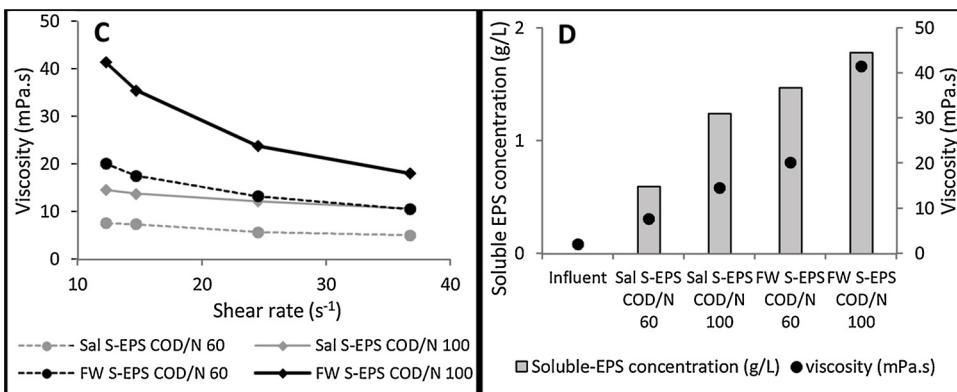 C
50
40
30
20
10
0
Viscosity (mPa.s)
10 20 30 40
Shear rate (s⁻¹)
Sal S-EPS COD/N 60
Sal S-EPS COD/N 100
FW S-EPS COD/N 60
FW S-EPS COD/N 100
D
2
1
0
Soluble EPS concentration (g/L)
50
40
30
20
10
0
Viscosity (mPa.s)
Influent Sal S-EPS Sal S-EPS FW S-EPS FW S-EPS
COD/N COD/N COD/N COD/N
60 100 60 100
Soluble-EPS concentration (g/L) viscosity (mPa.s)